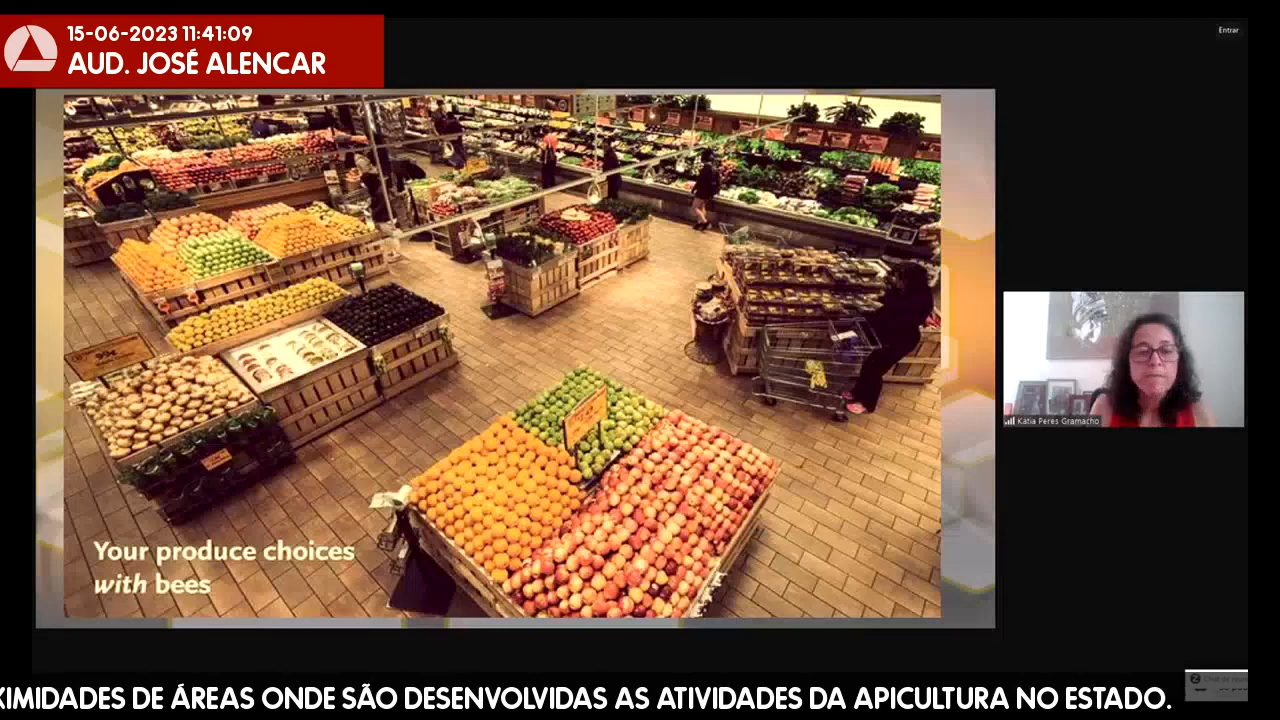 15-06-2023 11:41:09
AUD. JOSÉ ALENCAR
Entrar
99¢
Your produce choices
with bees
Kátia Peres Gramacho
XIMIDADES DE ÁREAS ONDE SÃO DESENVOLVIDAS AS ATIVIDADES DA APICULTURA NO ESTADO.